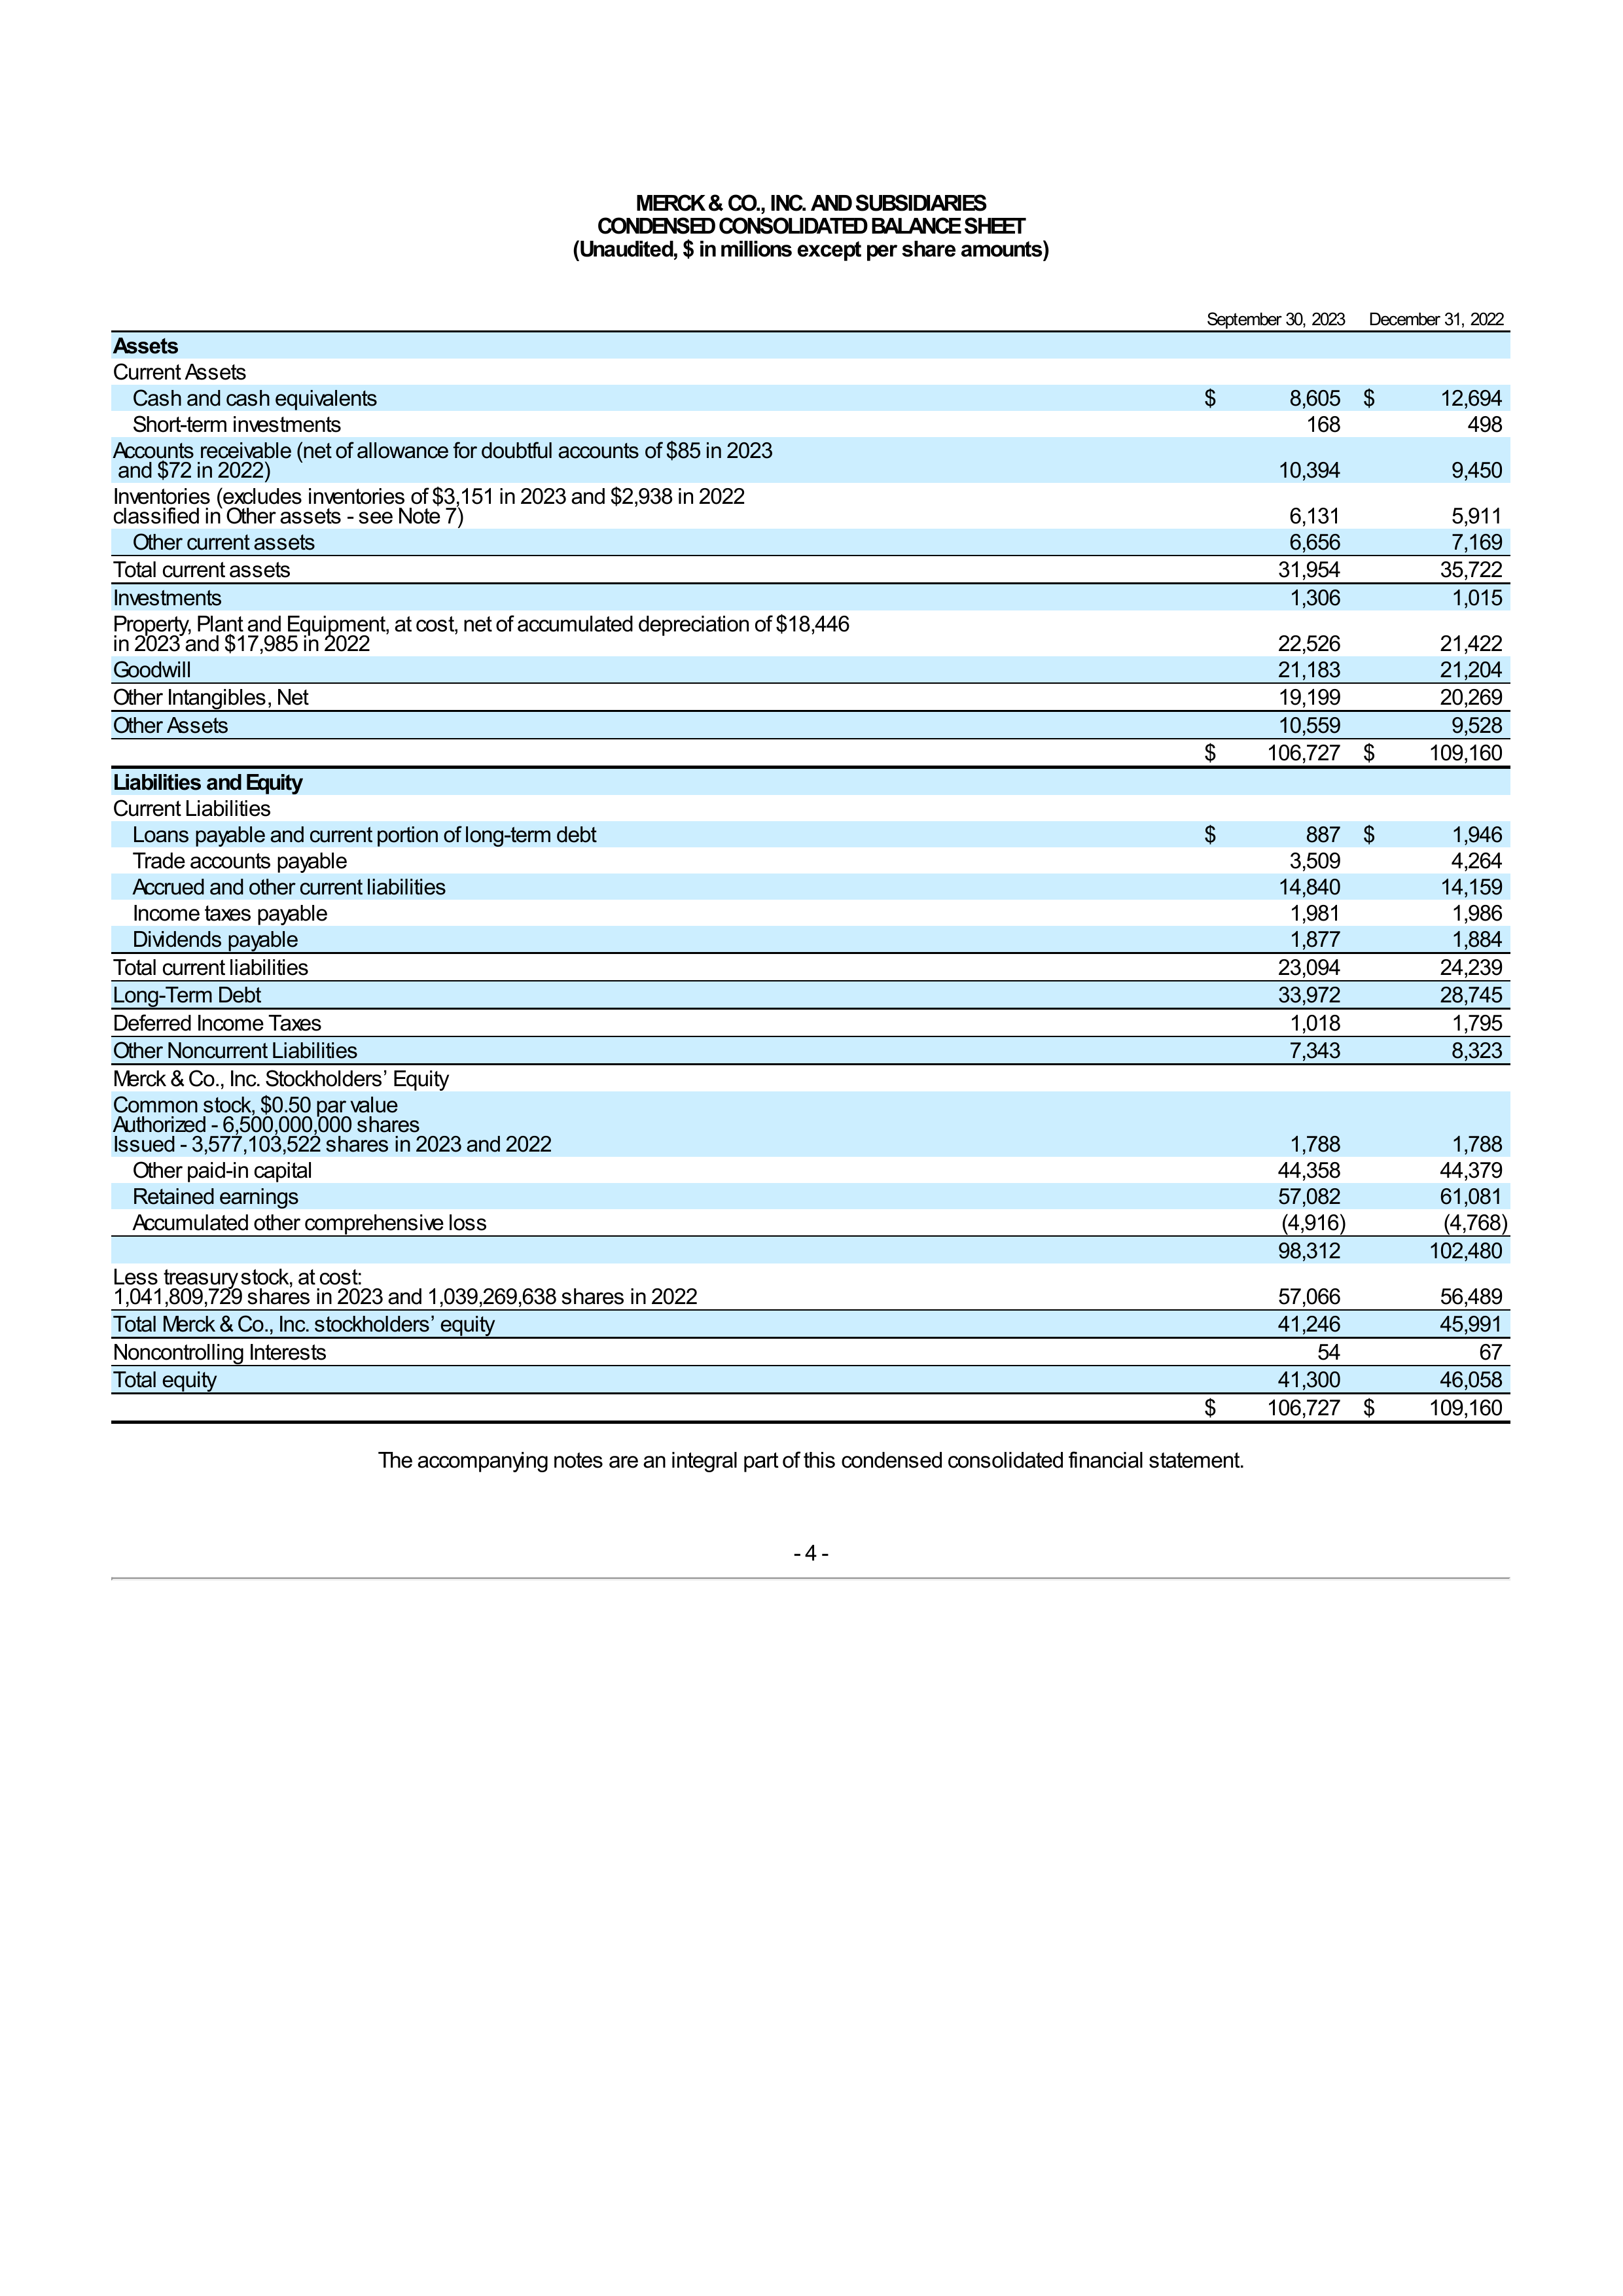 MERCK & CO., INC. AND SUBSIDIARIES
CONDENSED CONSOLIDATED BALANCE SHEET
(Unaudited, $ in millions except per share amounts)
September 30, 2023 December 31, 2022
Assets
Current Assets
Cash and cash equivalents $ 8,605 $ 12,694
Short-term investments 168 498
Accounts receivable (net of allowance for doubtful accounts of $85 in 2023
and $72 in 2022) 10,394 9,450
Inventories (excludes inventories of $3,151 in 2023 and $2,938 in 2022
classified in Other assets - see Note 7) 6,131 5,911
Other current assets 6,656 7,169
Total current assets 31,954 35,722
Investments 1,306 1,015
Property, Plant and Equipment, at cost, net of accumulated depreciation of $18,446
in 2023 and $17,985 in 2022 22,526 21,422
Goodwill 21,183 21,204
Other Intangibles, Net 19,199 20,269
Other Assets 10,559 9,528
$ 106,727 $ 109,160
Liabilities and Equity
Current Liabilities
Loans payable and current portion of long-term debt $ 887 $ 1,946
Trade accounts payable 3,509 4,264
Accrued and other current liabilities 14,840 14,159
Income taxes payable 1,981 1,986
Dividends payable 1,877 1,884
Total current liabilities 23,094 24,239
Long-Term Debt 33,972 28,745
Deferred Income Taxes 1,018 1,795
Other Noncurrent Liabilities 7,343 8,323
Merck & Co., Inc. Stockholders’ Equity
Common stock, $0.50 par value
Authorized - 6,500,000,000 shares
Issued - 3,577,103,522 shares in 2023 and 2022 1,788 1,788
Other paid-in capital 44,358 44,379
Retained earnings 57,082 61,081
Accumulated other comprehensive loss (4,916) (4,768)
98,312 102,480
Less treasury stock, at cost:
1,041,809,729 shares in 2023 and 1,039,269,638 shares in 2022 57,066 56,489
Total Merck & Co., Inc. stockholders’ equity 41,246 45,991
Noncontrolling Interests 54 67
Total equity 41,300 46,058
$ 106,727 $ 109,160
The accompanying notes are an integral part of this condensed consolidated financial statement.
- 4 -